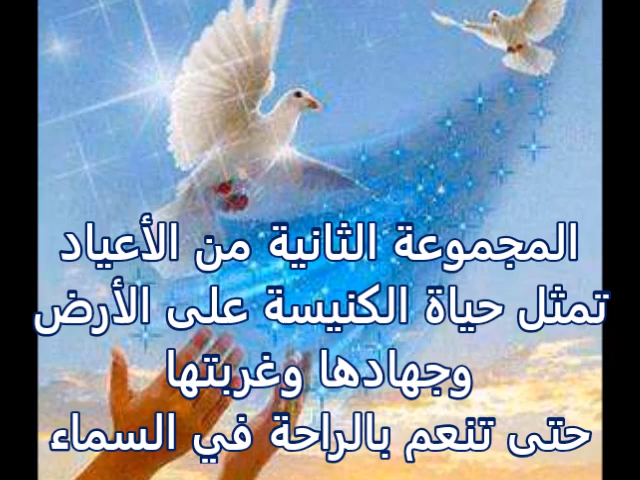 المجموعة الثانية من الأعياد
تمثل حياة الكنيسة على الأرض
وجهادها وغربتها
حتى تنعم بالراحة في السماء